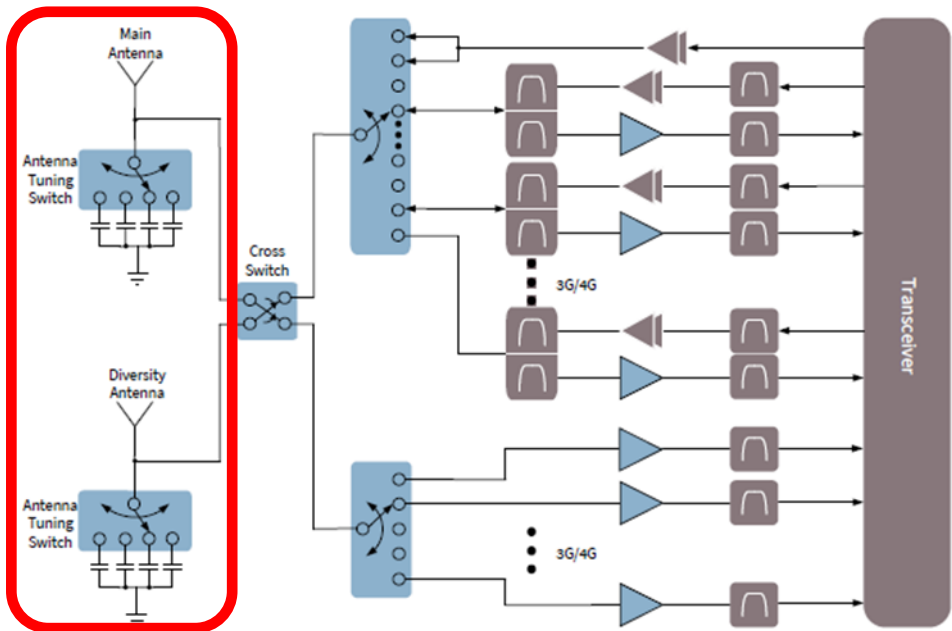 Main
Antenna
Antenna
Tuning
Switch
Cross
Switch
3G/4G
Diversity
Antenna
Antenna
Tuning
Switch
3G/4G
Transceiver